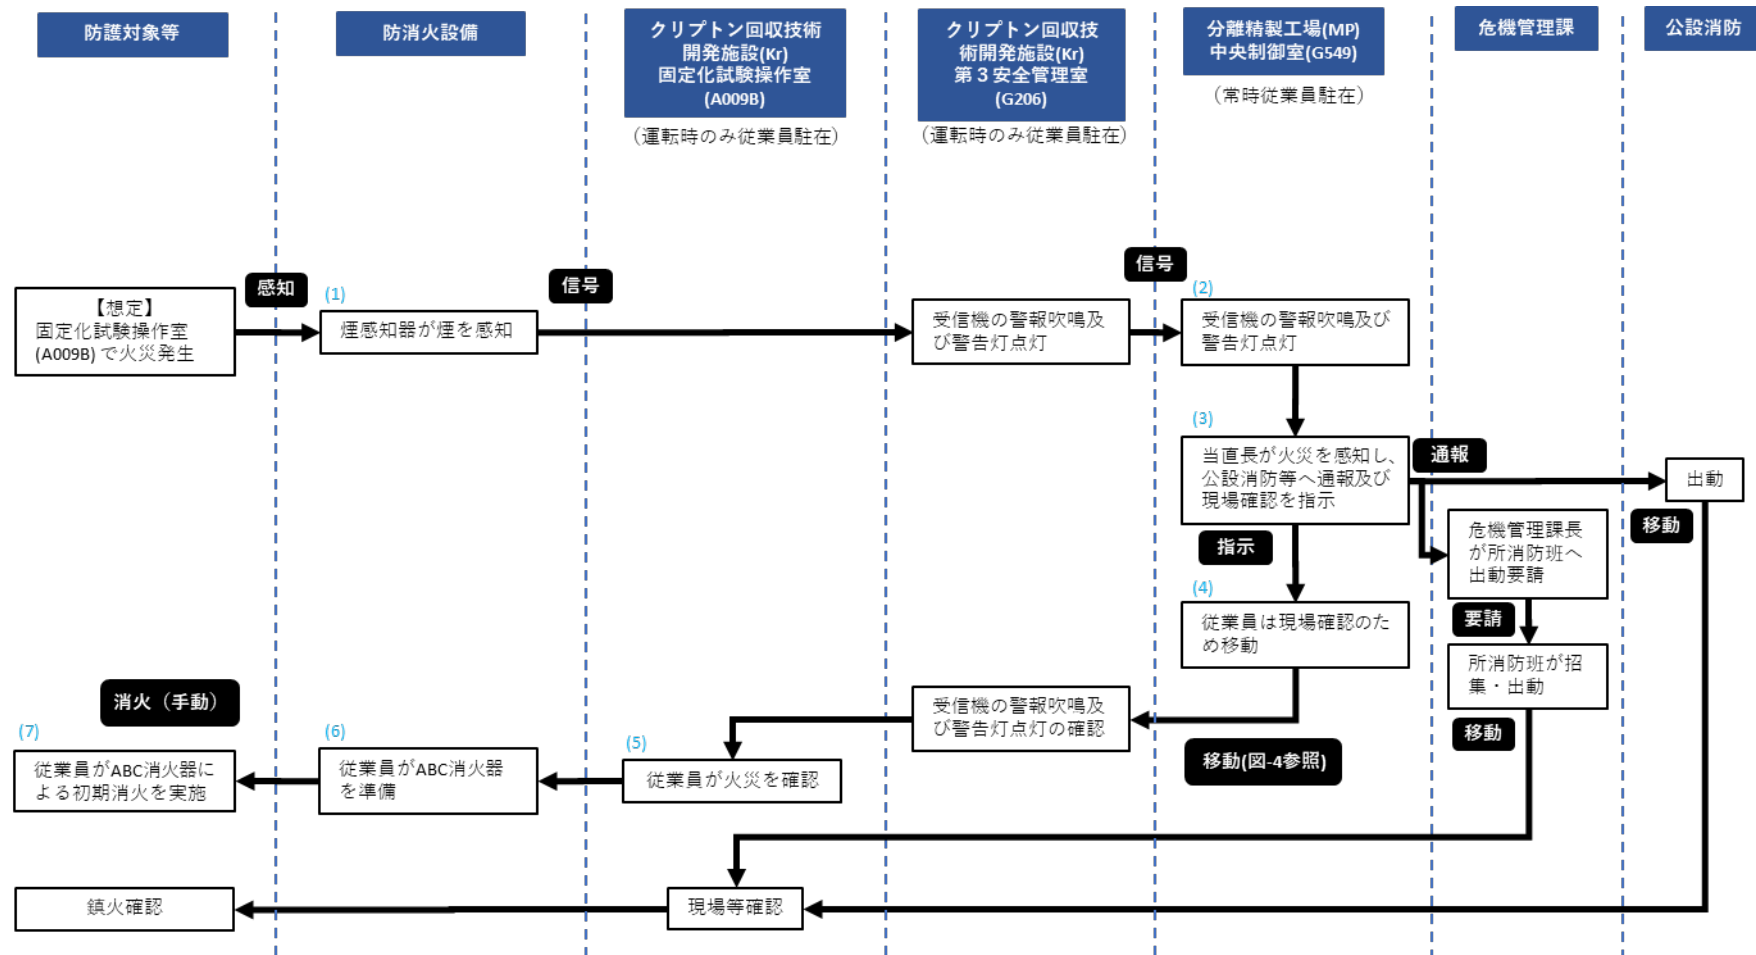 防護対象等
防消火設備
クリプトン回収技術
開発施設(Kr)
固定化試験操作室
(A009B)
(運転時のみ従業員駐在)
クリプトン回収技
術開発施設(Kr)
第3安全管理室
(G206)
(運転時のみ従業員駐在)
分離精製工場(MP)
中央制御室(G549)
(常時従業員駐在)
危機管理課
公設消防
【想定】
固定化試験操作室
(A009B) で火災発生
感知
(1)
煙感知器が煙を感知
信号
受信機の警報吹鳴及
び警告灯点灯
信号
(2)
受信機の警報吹鳴及び
警告灯点灯
(3)
当直長が火災を感知し、
公設消防等へ通報及び
現場確認を指示
通報
出動
移動
危機管理課長
が所消防班へ
出動要請
指示
(4)
従業員は現場確認のた
め移動
要請
所消防班が招
集・出動
移動
移動(図-4参照)
受信機の警報吹鳴及
び警告灯点灯の確認
(5)
従業員が火災を確認
(6)
従業員がABC消火器
を準備
消火（手動）
(7)
従業員がABC消火器に
よる初期消火を実施
現場等確認
鎮火確認